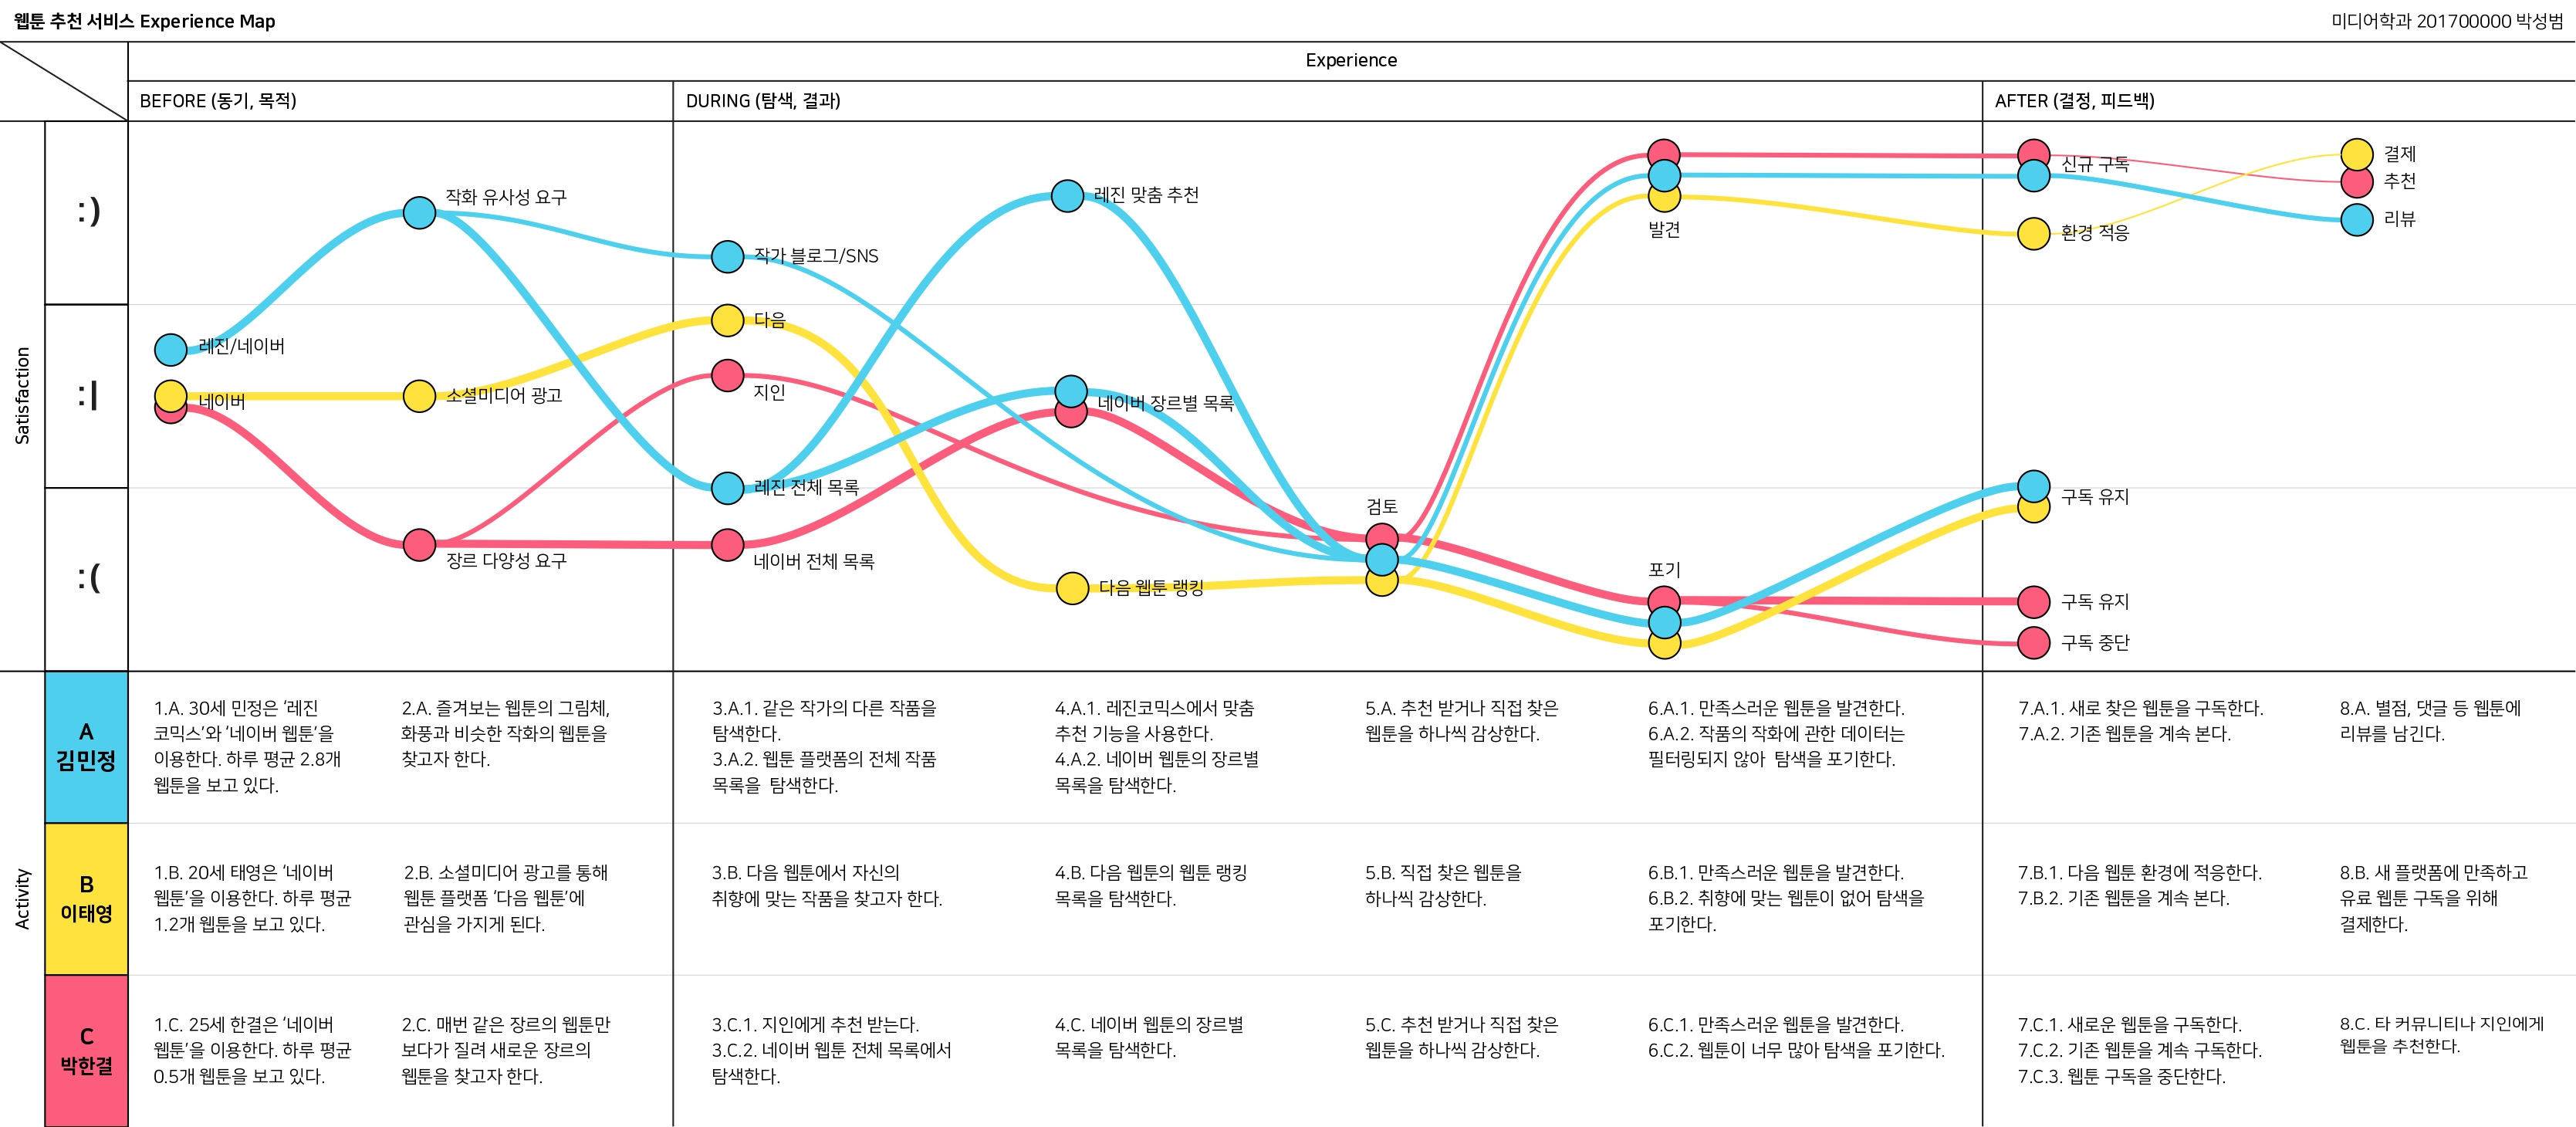 웹툰 추천 서비스 Experience Map
미디어학과 201700000 박성범
Experience
BEFORE (동기, 목적)
DURING (탐색, 결과)
AFTER (결정, 피드백)
Satisfaction
:)
:|
:(
레진/네이버
네이버
작화 유사성 요구
소셜미디어 광고
장르 다양성 요구
작가 블로그/SNS
다음
지인
레진 전체 목록
네이버 전체 목록
레진 맞춤 추천
네이버 장르별 목록
다음 웹툰 랭킹
검토
발견
포기
신규 구독
환경 적응
구독 유지
구독 유지
구독 중단
결제
추천
리뷰
Activity
A
김민정
1.A. 30세 민정은 ‘레진
코믹스’와 ‘네이버 웹툰’을
이용한다. 하루 평균 2.8개
웹툰을 보고 있다.
2.A. 즐겨보는 웹툰의 그림체,
화풍과 비슷한 작화의 웹툰을
찾고자 한다.
3.A.1. 같은 작가의 다른 작품을
탐색한다.
3.A.2. 웹툰 플랫폼의 전체 작품
목록을 탐색한다.
4.A.1. 레진코믹스에서 맞춤
추천 기능을 사용한다.
4.A.2. 네이버 웹툰의 장르별
목록을 탐색한다.
5.A. 추천 받거나 직접 찾은
웹툰을 하나씩 감상한다.
6.A.1. 만족스러운 웹툰을 발견한다.
6.A.2. 작품의 작화에 관한 데이터는
필터링되지 않아 탐색을 포기한다.
7.A.1. 새로 찾은 웹툰을 구독한다.
7.A.2. 기존 웹툰을 계속 본다.
8.A. 별점, 댓글 등 웹툰에
리뷰를 남긴다.
B
이태영
1.B. 20세 태영은 ‘네이버
웹툰’을 이용한다. 하루 평균
1.2개 웹툰을 보고 있다.
2.B. 소셜미디어 광고를 통해
웹툰 플랫폼 ‘다음 웹툰’에
관심을 가지게 된다.
3.B. 다음 웹툰에서 자신의
취향에 맞는 작품을 찾고자 한다.
4.B. 다음 웹툰의 웹툰 랭킹
목록을 탐색한다.
5.B. 직접 찾은 웹툰을
하나씩 감상한다.
6.B.1. 만족스러운 웹툰을 발견한다.
6.B.2. 취향에 맞는 웹툰이 없어 탐색을
포기한다.
7.B.1. 다음 웹툰 환경에 적응한다.
7.B.2. 기존 웹툰을 계속 본다.
8.B. 새 플랫폼에 만족하고
유료 웹툰 구독을 위해
결제한다.
C
박한결
1.C. 25세 한결은 ‘네이버
웹툰’을 이용한다. 하루 평균
0.5개 웹툰을 보고 있다.
2.C. 매번 같은 장르의 웹툰만
보다가 질려 새로운 장르의
웹툰을 찾고자 한다.
3.C.1. 지인에게 추천 받는다.
3.C.2. 네이버 웹툰 전체 목록에서
탐색한다.
4.C. 네이버 웹툰의 장르별
목록을 탐색한다.
5.C. 추천 받거나 직접 찾은
웹툰을 하나씩 감상한다.
6.C.1. 만족스러운 웹툰을 발견한다.
6.C.2. 웹툰이 너무 많아 탐색을 포기한다.
7.C.1. 새로운 웹툰을 구독한다.
7.C.2. 기존 웹툰을 계속 구독한다.
7.C.3. 웹툰 구독을 중단한다.
8.C. 타 커뮤니티나 지인에게
웹툰을 추천한다.